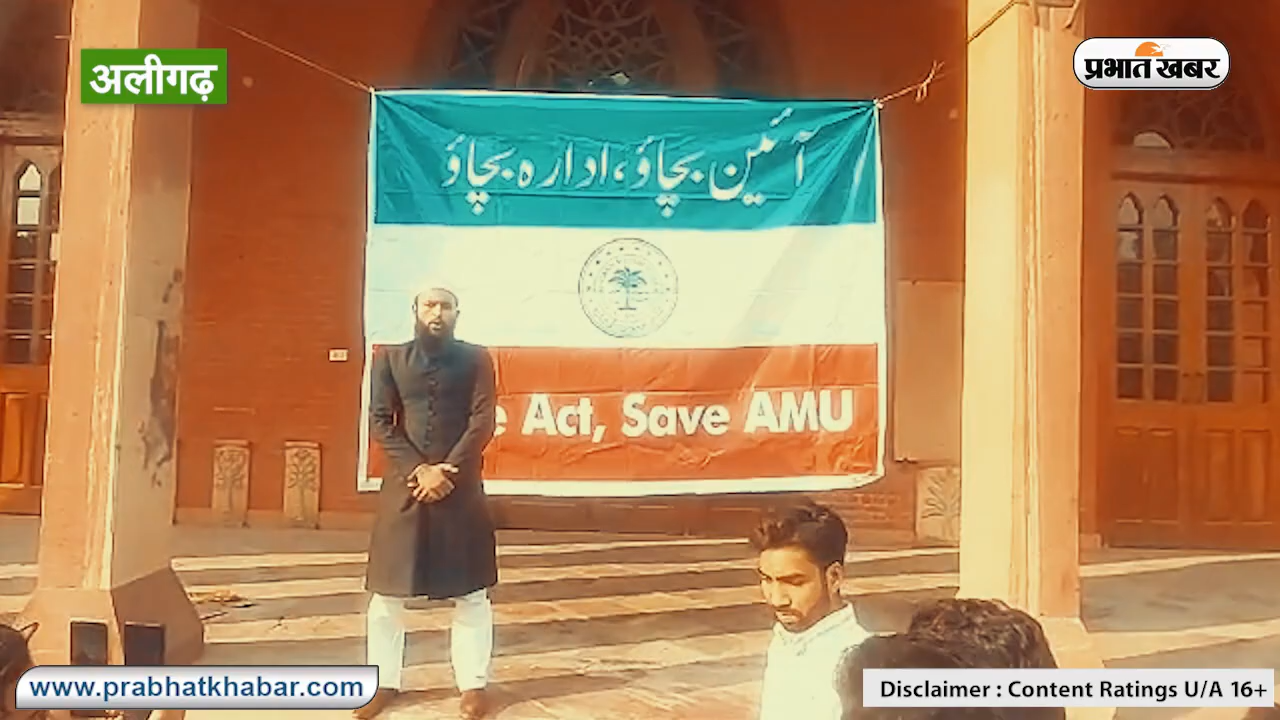 अलीगढ़
प्रभात खबर
آئین بچاؤ، ادارہ بچاؤ
Act, Save AMU
www.prabhatkhabar.com
Disclaimer : Content Ratings U/A 16+